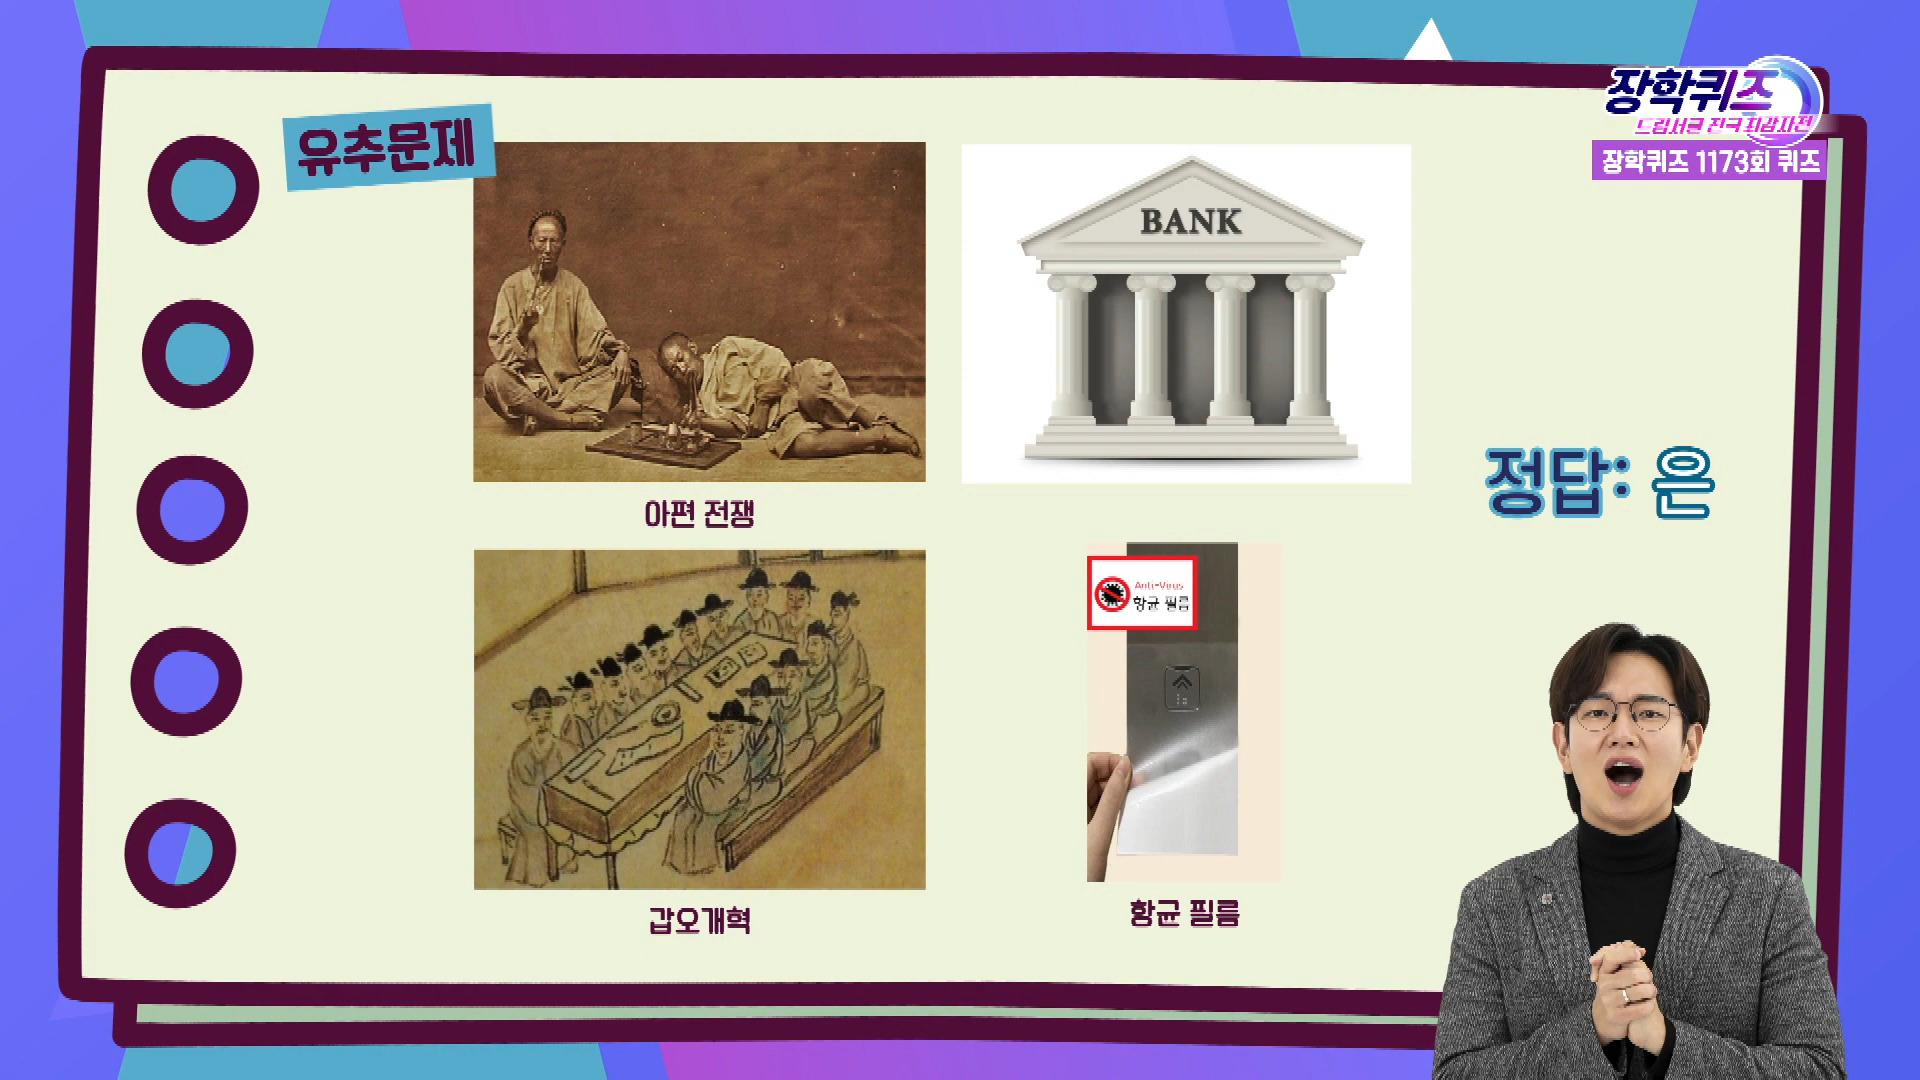 유추문제
장학퀴즈
드림서클 전국 최강자전
장학퀴즈 1173회 퀴즈
BANK
정답: 은
아편 전쟁
Anti-Virus
항균 필름
갑오개혁
항균 필름